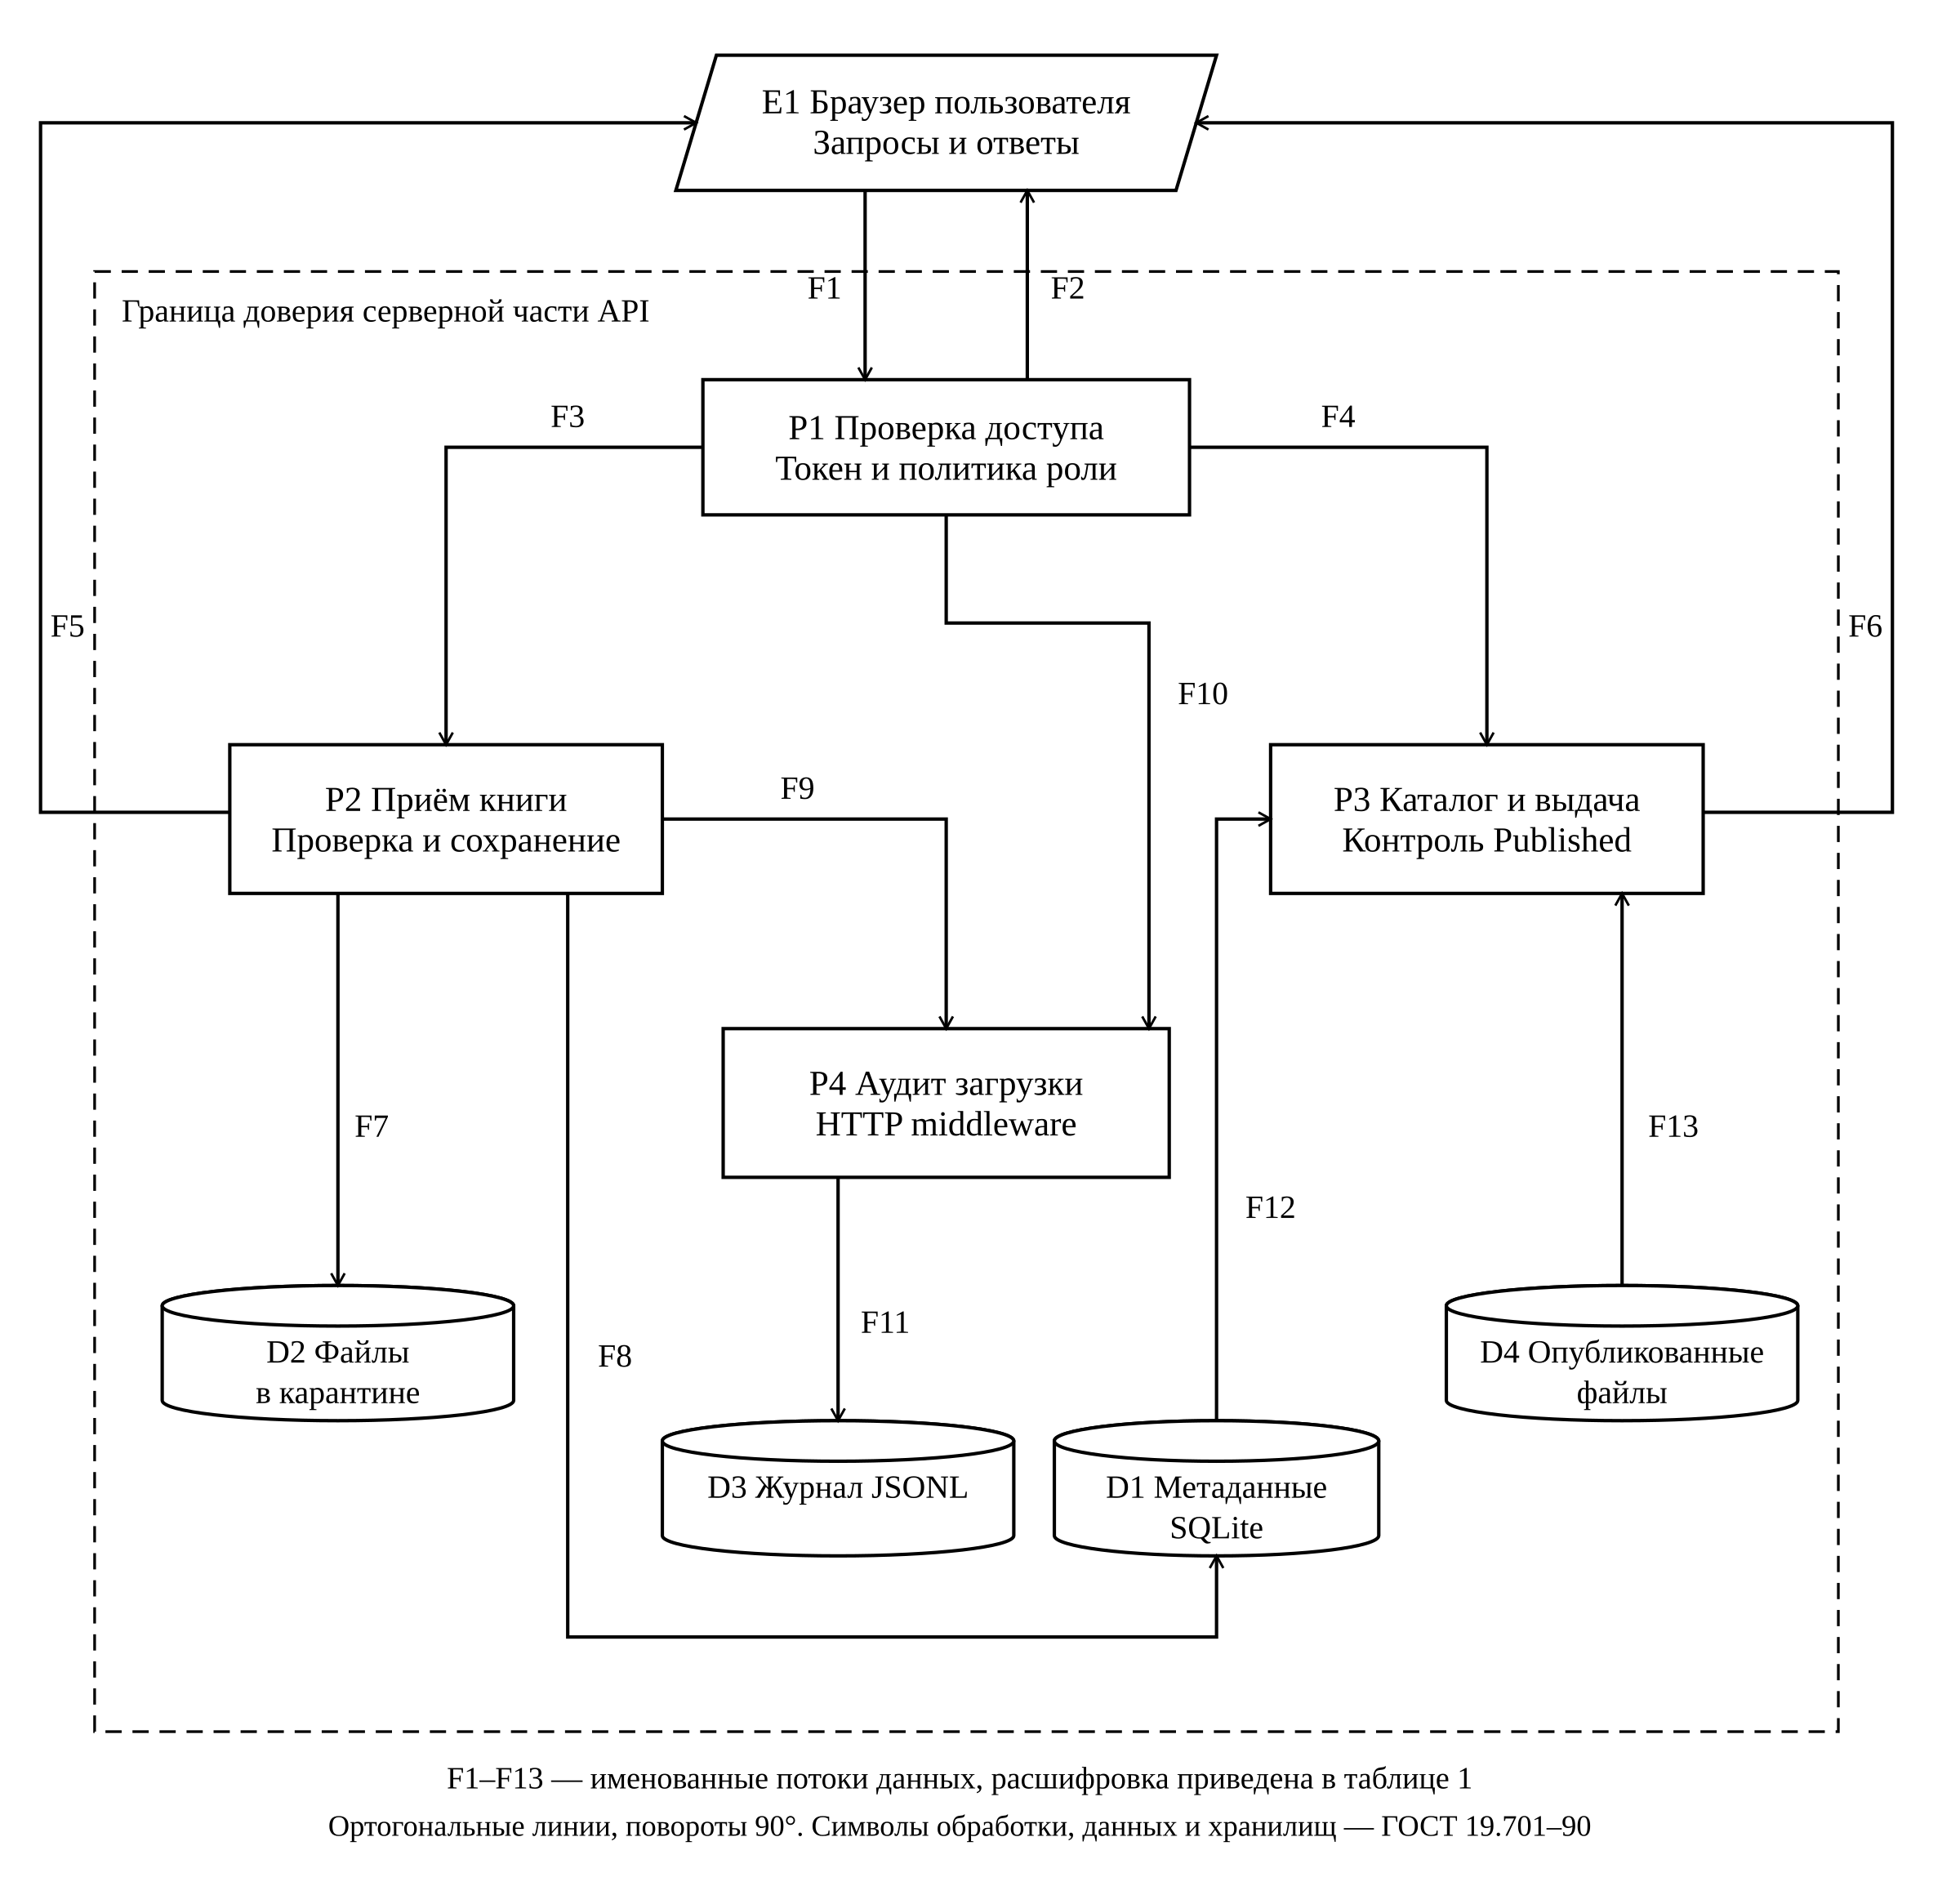 E1 Браузер пользователя
Запросы и ответы
F1
F2
Граница доверия серверной части API
F3
F4
P1 Проверка доступа
Токен и политика роли
F5
F6
F10
P2 Приём книги
Проверка и сохранение
F9
P3 Каталог и выдача
Контроль Published
P4 Аудит загрузки
HTTP middleware
F7
F13
F12
F11
F8
D2 Файлы
в карантине
D4 Опубликованные
файлы
D3 Журнал JSONL
D1 Метаданные
SQLite
F1–F13 — именованные потоки данных, расшифровка приведена в таблице 1
Ортогональные линии, повороты 90°. Символы обработки, данных и хранилищ — ГОСТ 19.701–90